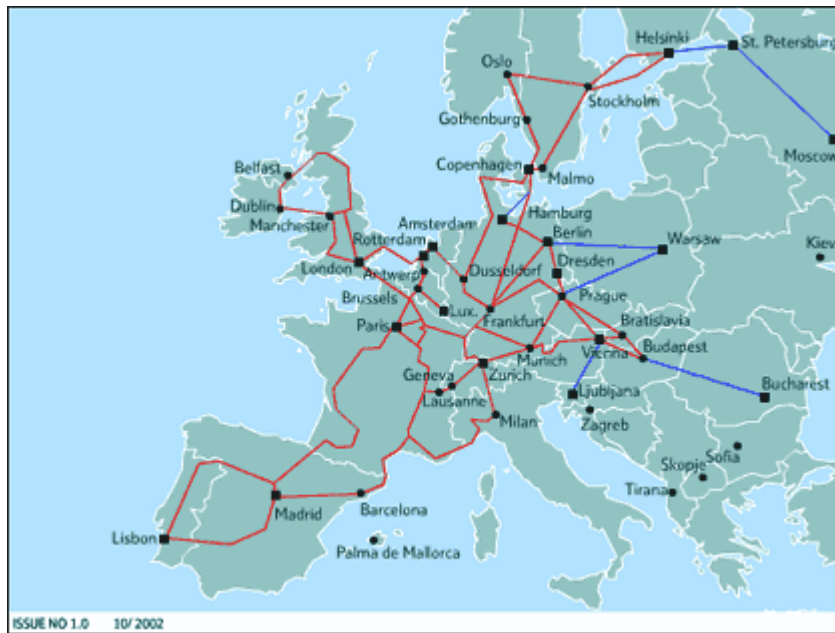 Helsinki
St. Petersburg
Oslo
Stockholm
Gothenburg
Moscow
Copenhagen
Malmo
Belfast
Dublin
Manchester
Amsterdam
Hamburg
Rotterdam
Berlin
Warsaw
Kiev
London
Antwerp
Dusseldorf
Dresden
Brussels
Lux.
Prague
Paris
Frankfurt
Bratislavia
Munich
Vienna
Budapest
Geneva
Zurich
Lausanne
Ljubljana
Bucharest
Milan
Zagreb
Sofia
Skopje
Tirana
Madrid
Barcelona
Lisbon
Palma de Mallorca
ISSUE NO 1.0 10/2002